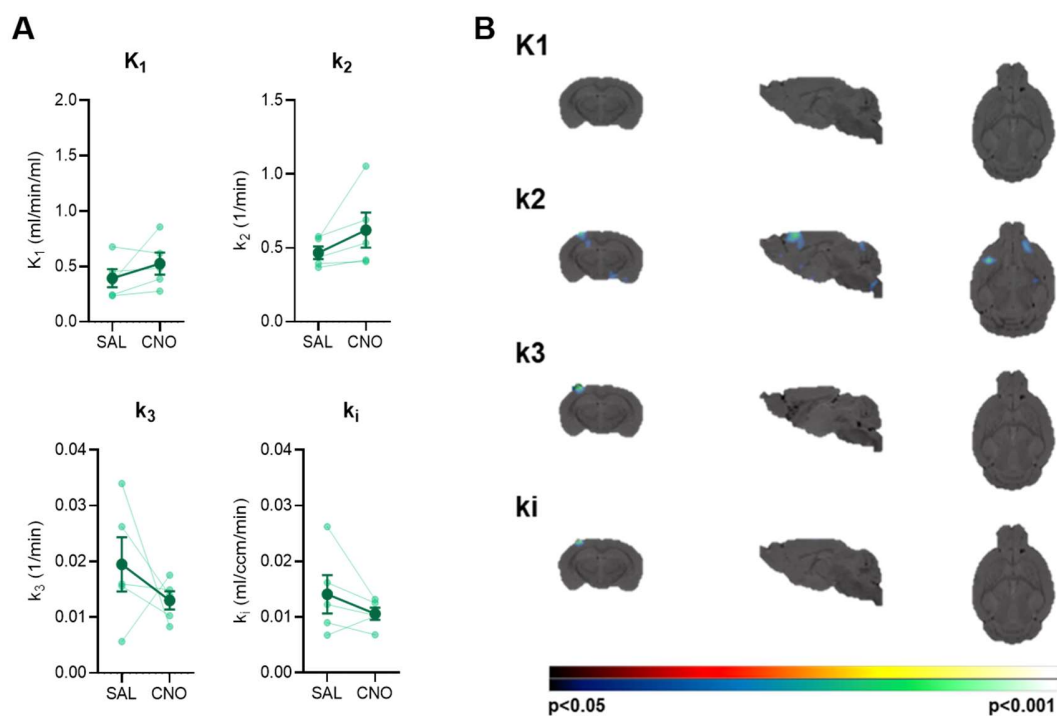 A
K₁
2.0
1.5
1.0
0.5
0.0
K₁ (ml/min/ml)
SAL CNO
k₂
1.5
1.0
0.5
0.0
k₂ (1/min)
SAL CNO
k₃
0.04
0.03
0.02
0.01
0.00
k₃ (1/min)
SAL CNO
kᵢ
0.04
0.03
0.02
0.01
0.00
kᵢ (ml/ccm/min)
SAL CNO
B
K1
k2
k3
ki
p<0.05 p<0.001